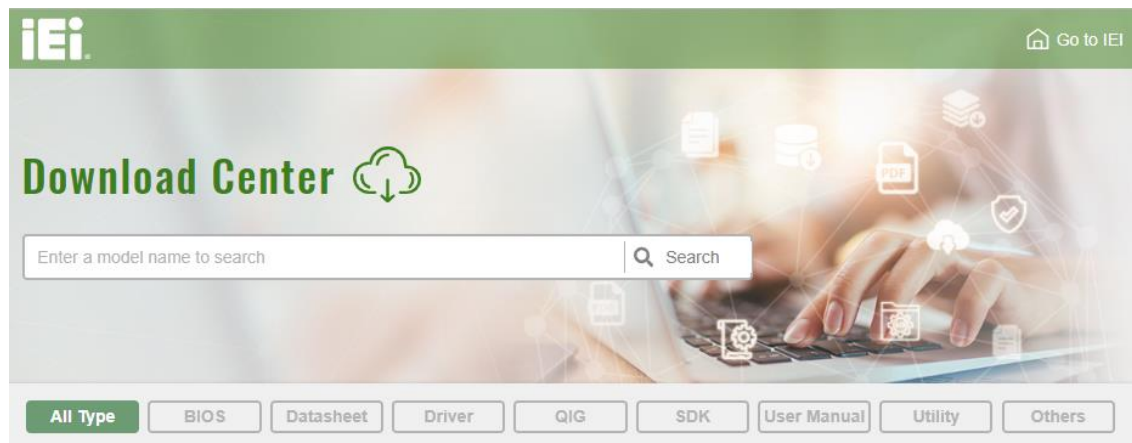 iEi.
Go to IEI
Download Center
Enter a model name to search
Search
PDF
All Type
BIOS
Datasheet
Driver
QIG
SDK
User Manual
Utility
Others